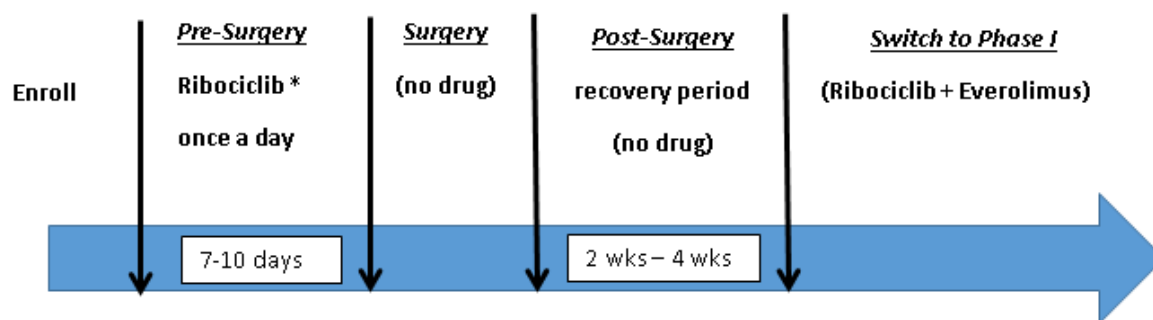 Enroll
Pre-Surgery
Ribociclib *
once a day
Surgery
(no drug)
Post-Surgery
recovery period
(no drug)
Switch to Phase I
(Ribociclib + Everolimus)
7-10 days
2 wks – 4 wks